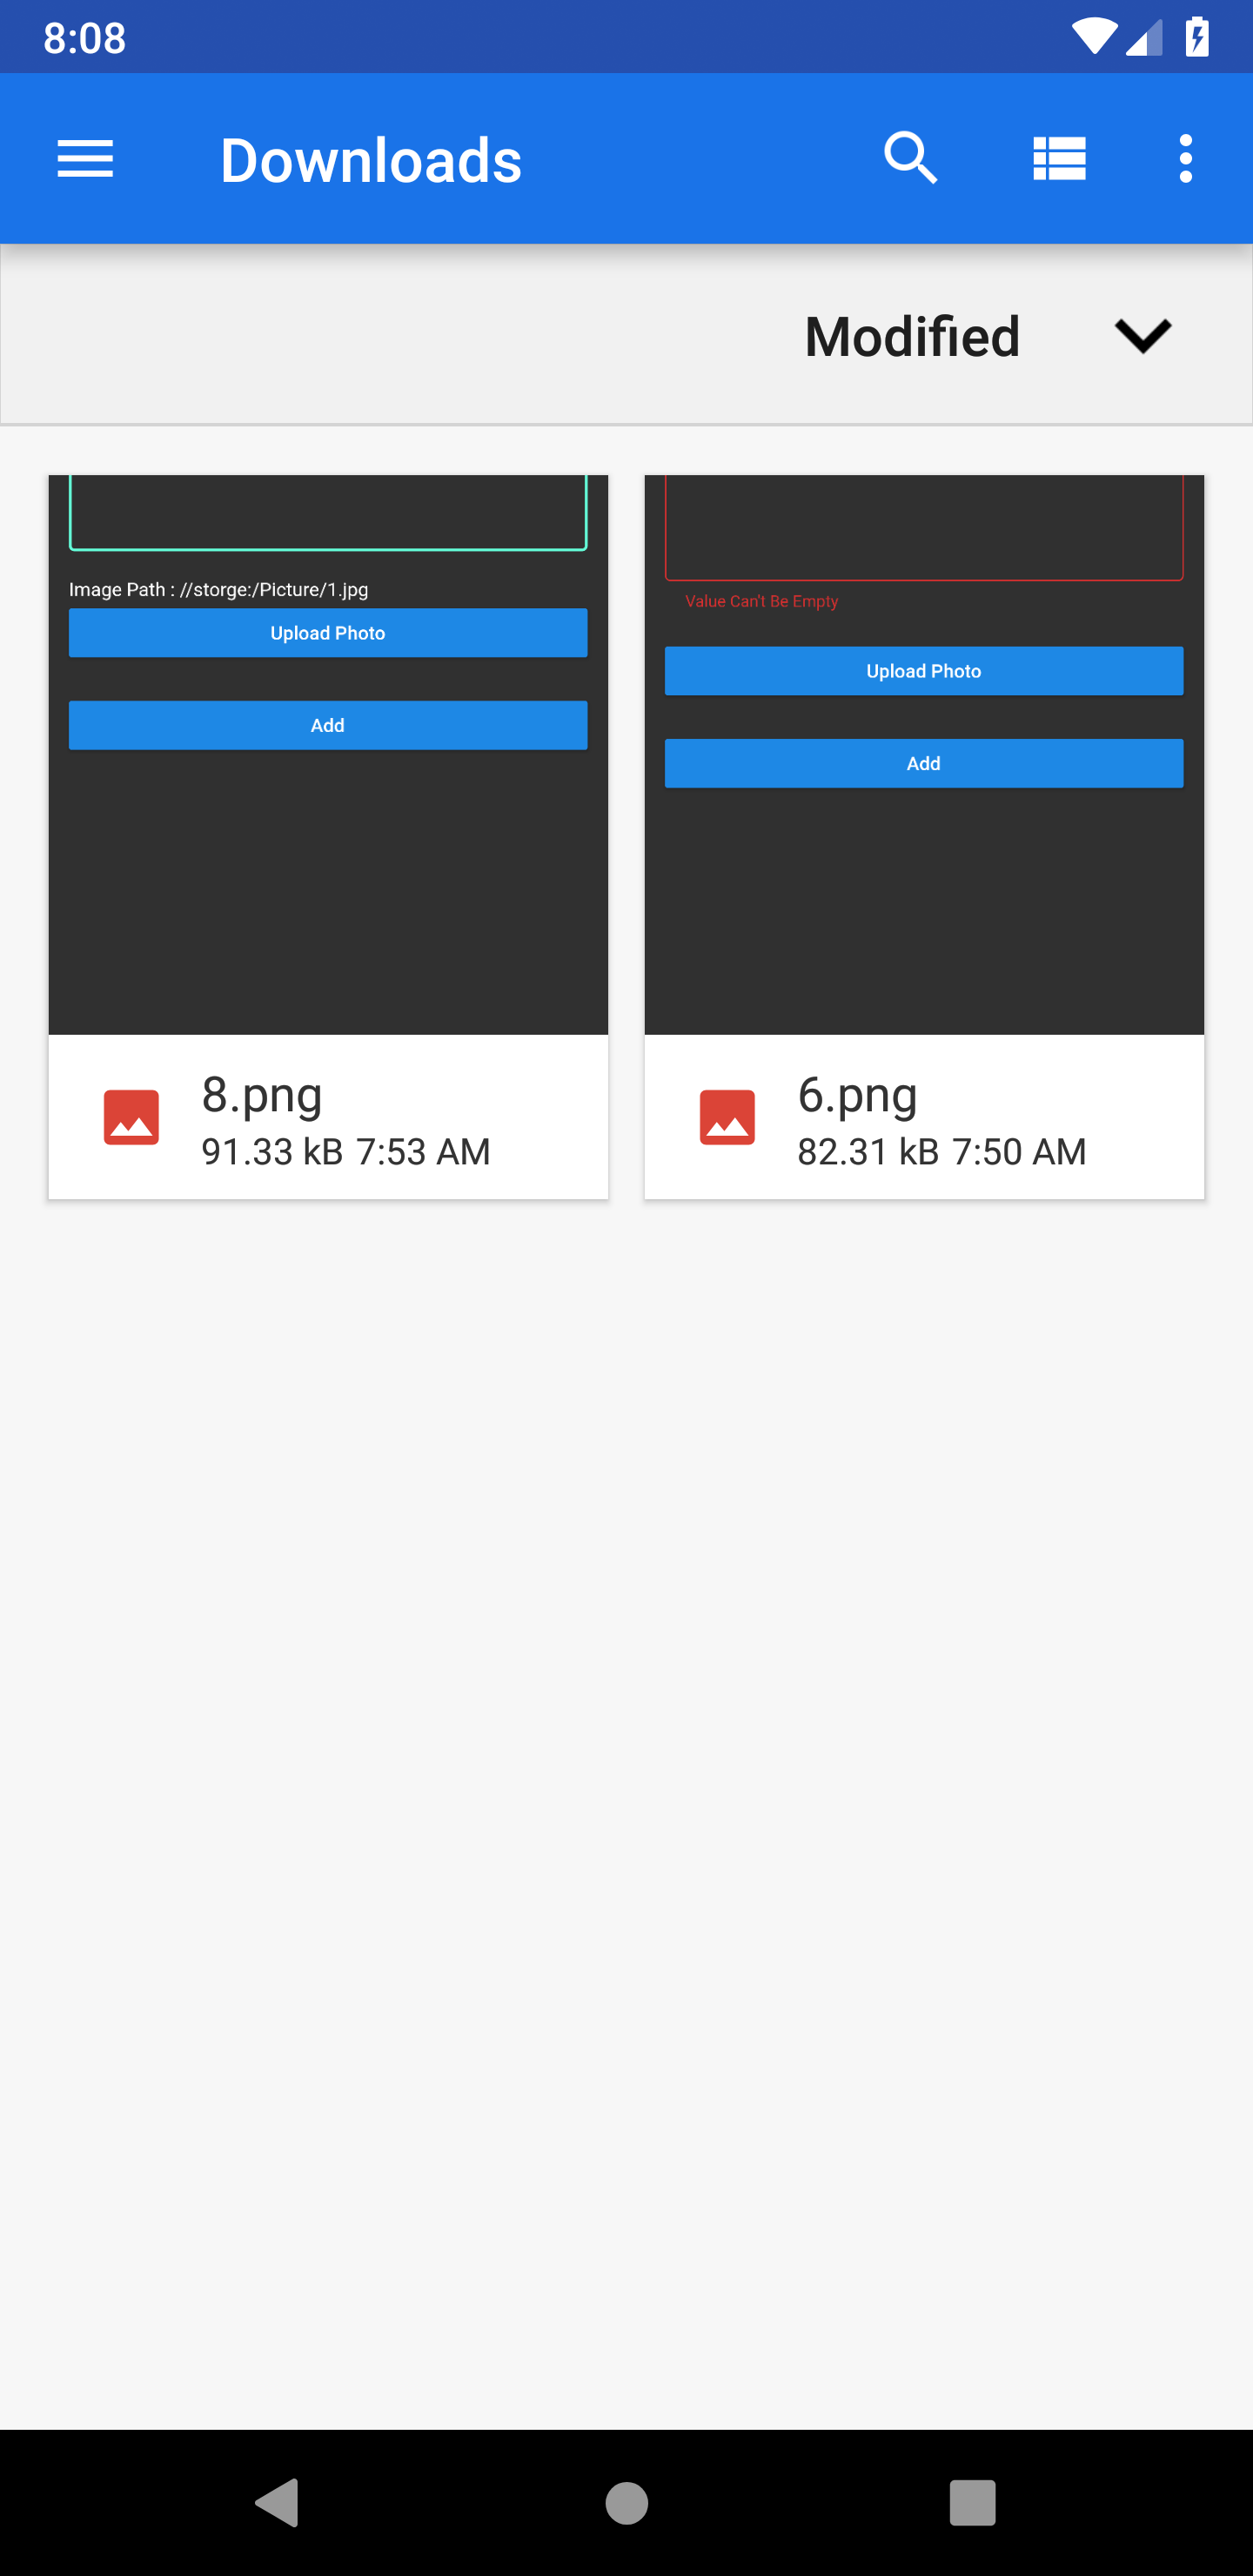 8:08
Downloads
Modified
Image Path : //storge:/Picture/1.jpg
Upload Photo
Add
Value Can't Be Empty
Upload Photo
Add
8.png
91.33 kB 7:53 AM
6.png
82.31 kB 7:50 AM